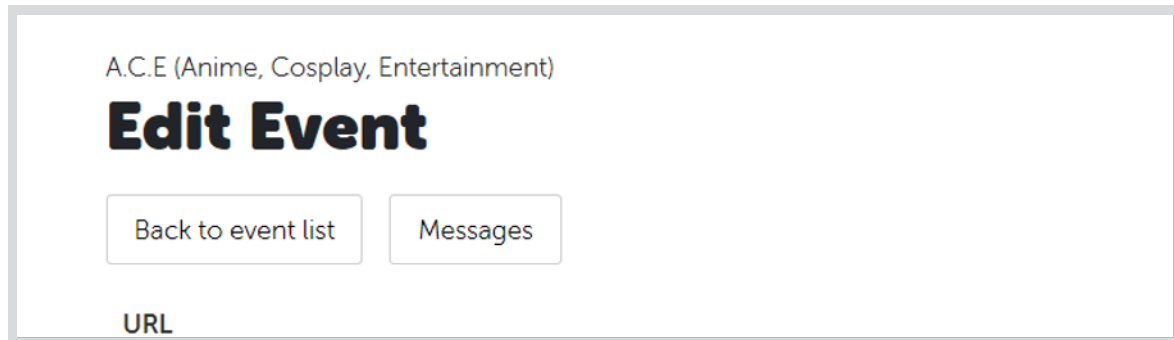 A.C.E (Anime, Cosplay, Entertainment)
Edit Event
Back to event list
Messages
URL